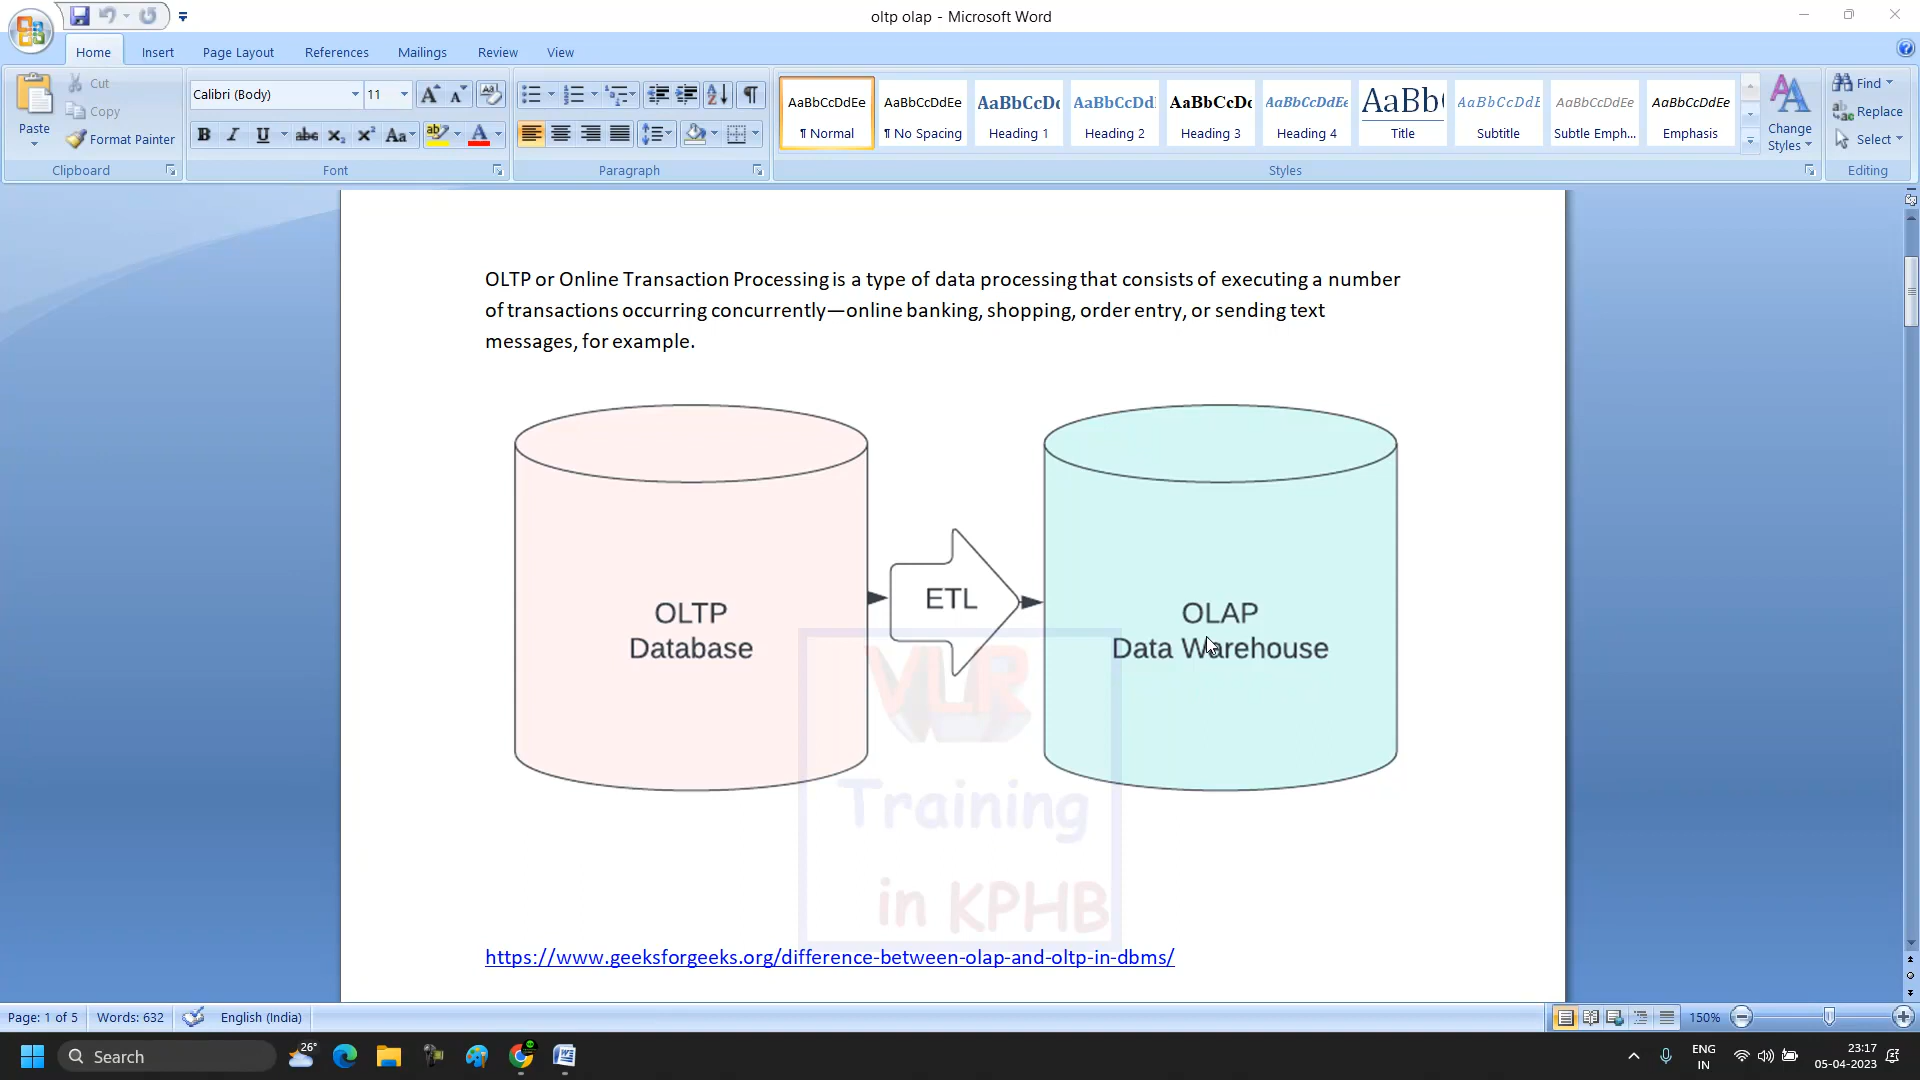 oltp olap - Microsoft Word
Home Insert Page Layout References Mailings Review View
Paste
Cut
Copy
Format Painter
Clipboard
Calibri (Body) 11
Font
Paragraph
AaBbCcDdEe AaBbCcDdEe AaBbCcDc AaBbCcDd AaBbCcDc AaBbCcDdEe AaBb( AaBbCcDdE AaBbCcDdEe AaBbCcDdEe
¶ Normal ¶ No Spacing Heading 1 Heading 2 Heading 3 Heading 4 Title Subtitle Subtle Emph... Emphasis
Change
Styles
Styles
Find
Replace
Select
Editing
OLTP or Online Transaction Processing is a type of data processing that consists of executing a number
of transactions occurring concurrently—online banking, shopping, order entry, or sending text
messages, for example.
OLTP
Database
ETL
OLAP
Data Warehouse
VLR
Training
in KPHB
https://www.geeksforgeeks.org/difference-between-olap-and-oltp-in-dbms/
Page: 1 of 5 Words: 632 English (India) 150%
Search
26°
ENG
IN
23:17
05-04-2023